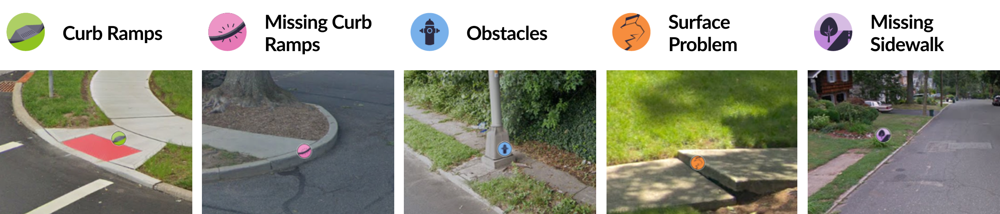 Curb Ramps
Missing Curb
Ramps
Obstacles
Surface
Problem
Missing
Sidewalk